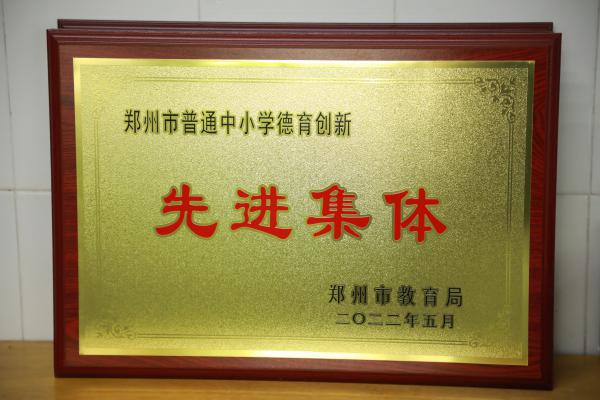 郑州市普通中小学德育创新
先进集体
郑州市教育局
二〇二二年五月